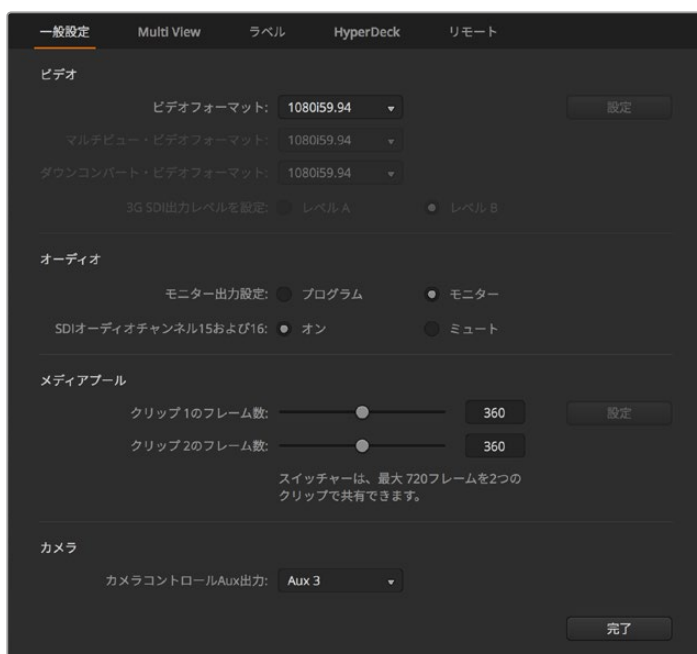 一般設定 Multi View ラベル HyperDeck リモート
ビデオ
ビデオフォーマット: 1080i59.94 設定
マルチビュー・ビデオフォーマット: 1080i59.94
ダウンコンバート・ビデオフォーマット: 1080i59.94
3G SDI出力レベルを設定: レベル A レベル B
オーディオ
モニター出力設定: プログラム モニター
SDIオーディオチャンネル15および16: オン ミュート
メディアプール
クリップ 1のフレーム数: 360 設定
クリップ 2のフレーム数: 360
スイッチャーは、最大 720フレームを2つの
クリップで共有できます。
カメラ
カメラコントロールAux出力: Aux 3
完了